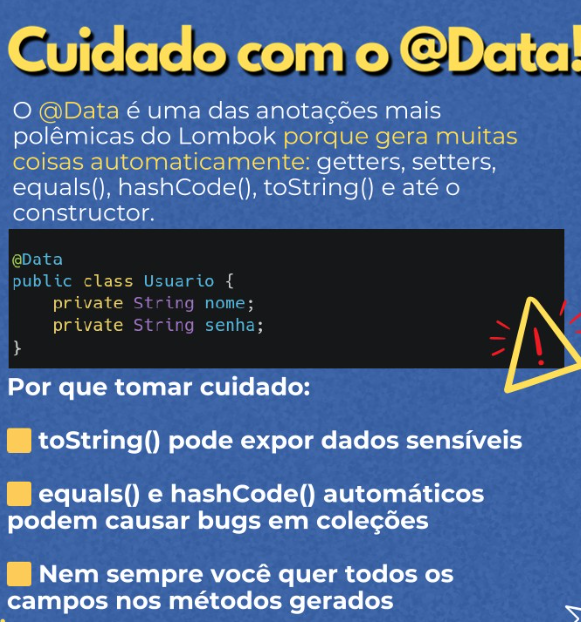 Cuidado com o @Data!
O @Data é uma das anotações mais
polêmicas do Lombok porque gera muitas
coisas automaticamente: getters, setters,
equals(), hashCode(), toString() e até o
constructor.
@Data
public class Usuario {
    private String nome;
    private String senha;
}
Por que tomar cuidado:
toString() pode expor dados sensíveis
equals() e hashCode() automáticos
podem causar bugs em coleções
Nem sempre você quer todos os
campos nos métodos gerados